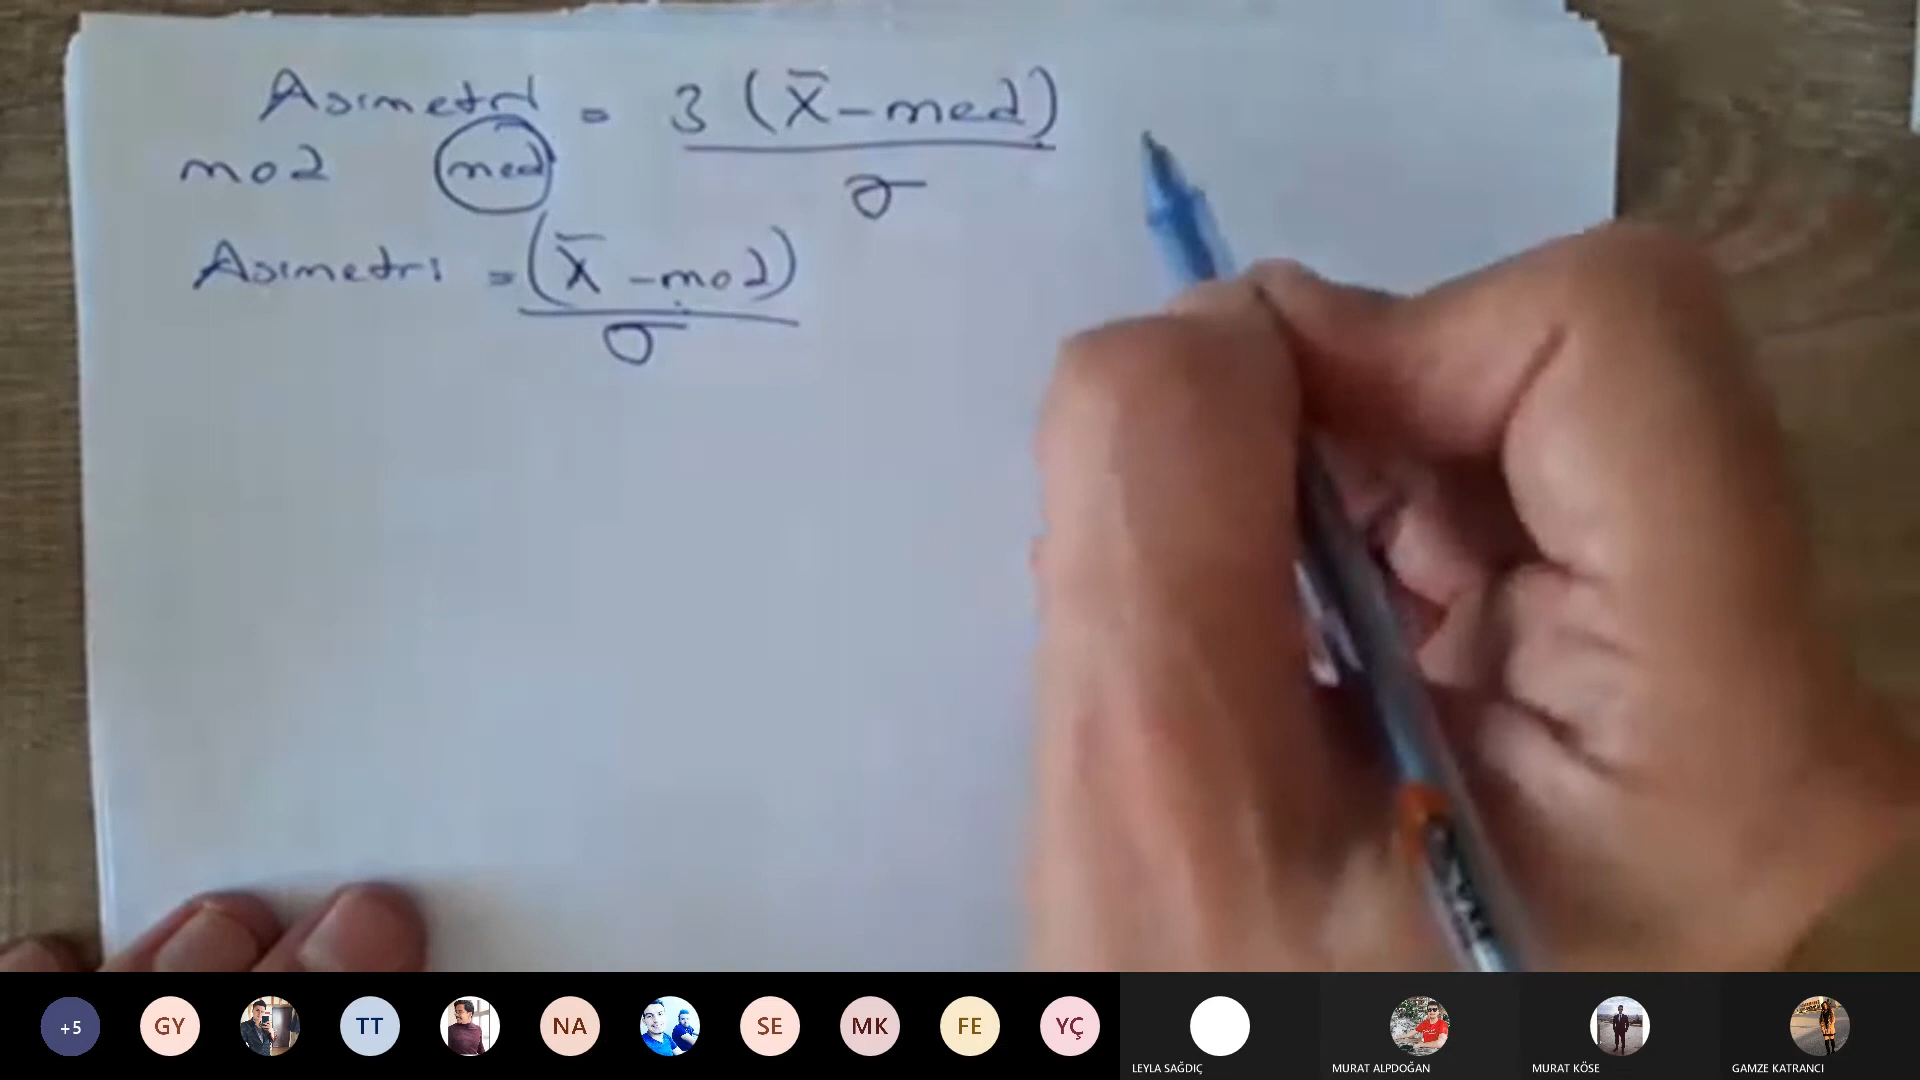 Asimetri = 3 (x̄ - med)
σ
mod med
Asimetri = (x̄ - mod)
σ
+5 GY TT NA SE MK FE YÇ
LEYLA SAĞDIÇ MURAT ALPDOĞAN MURAT KÖSE GAMZE KATRANCI